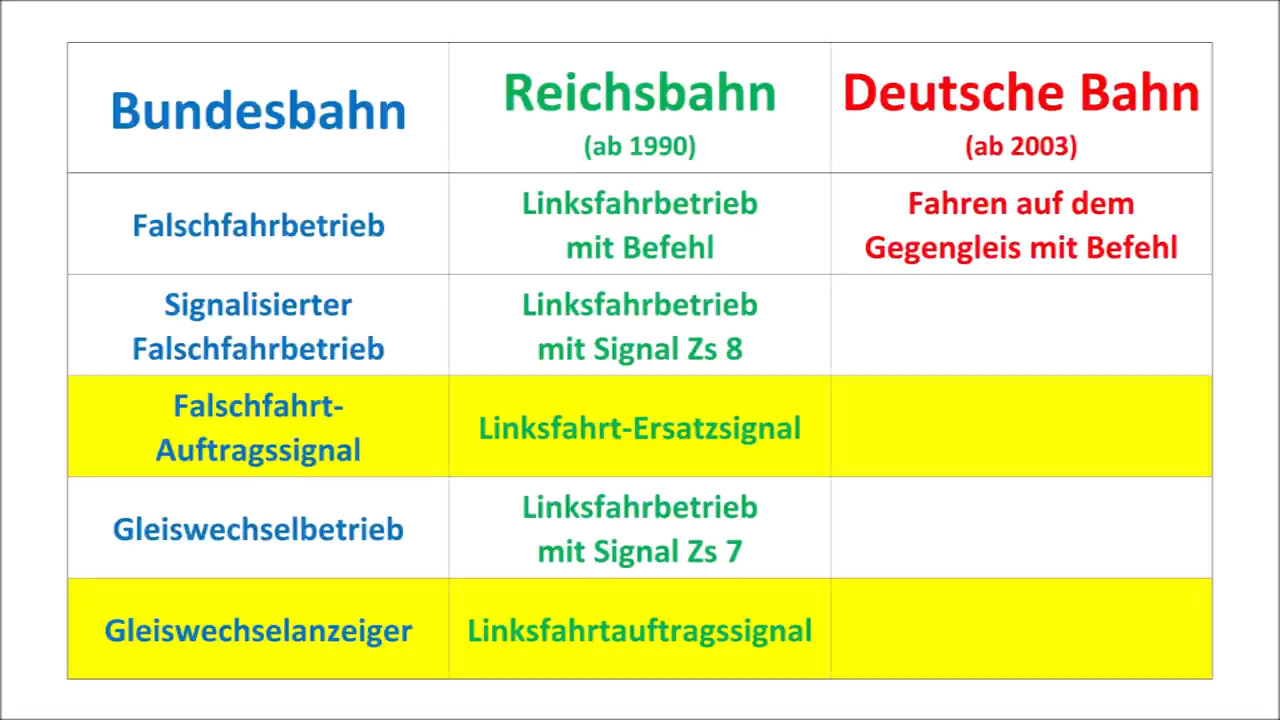 Bundesbahn
Reichsbahn
(ab 1990)
Deutsche Bahn
(ab 2003)
Falschfahrbetrieb
Linksfahrbetrieb
mit Befehl
Fahren auf dem
Gegengleis mit Befehl
Signalisierter
Falschfahrbetrieb
Linksfahrbetrieb
mit Signal Zs 8
Falschfahrt-
Auftragssignal
Linksfahrt-Ersatzsignal
Gleiswechselbetrieb
Linksfahrbetrieb
mit Signal Zs 7
Gleiswechselanzeiger
Linksfahrtauftragssignal